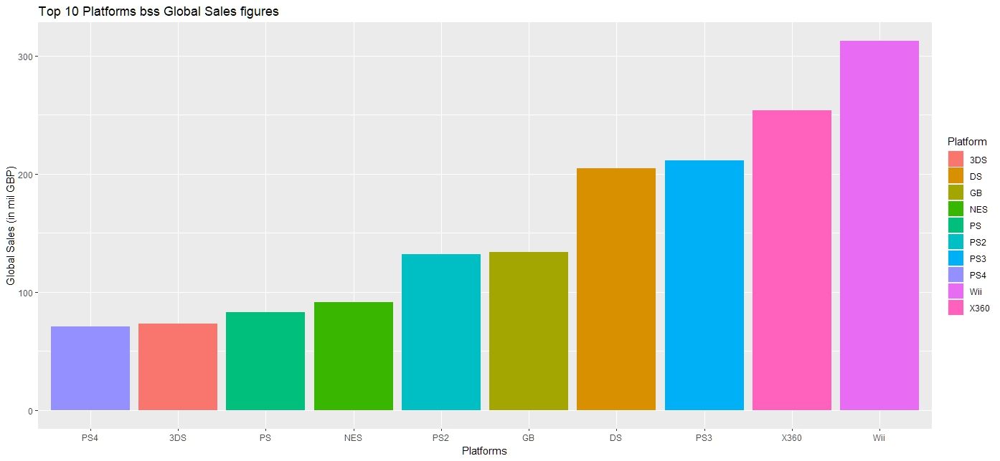 Top 10 Platforms bss Global Sales figures
Global Sales (in mil GBP)
300
200
100
0
PS4 3DS PS NES PS2 GB DS PS3 X360 Wii
Platforms
Platform
3DS
DS
GB
NES
PS
PS2
PS3
PS4
Wii
X360